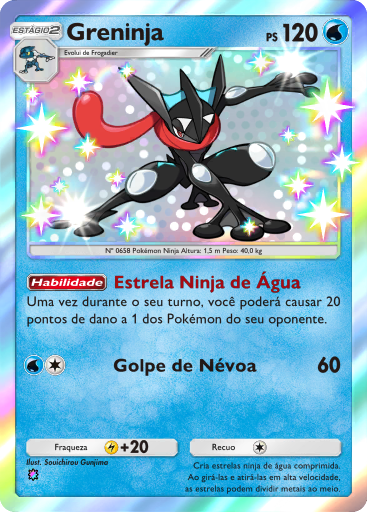 ESTÁGIO 2
Greninja
PS 120
Evolui de Frogadier
N° 0658 Pokémon Ninja Altura: 1,5 m Peso: 40,0 kg
Habilidade Estrela Ninja de Água
Uma vez durante o seu turno, você poderá causar 20
pontos de dano a 1 dos Pokémon do seu oponente.
Golpe de Névoa 60
Fraqueza +20 Recuo
Ilust. Souichirou Gunjima
Cria estrelas ninja de água comprimida.
Ao girá-las e atirá-las em alta velocidade,
as estrelas podem dividir metais ao meio.